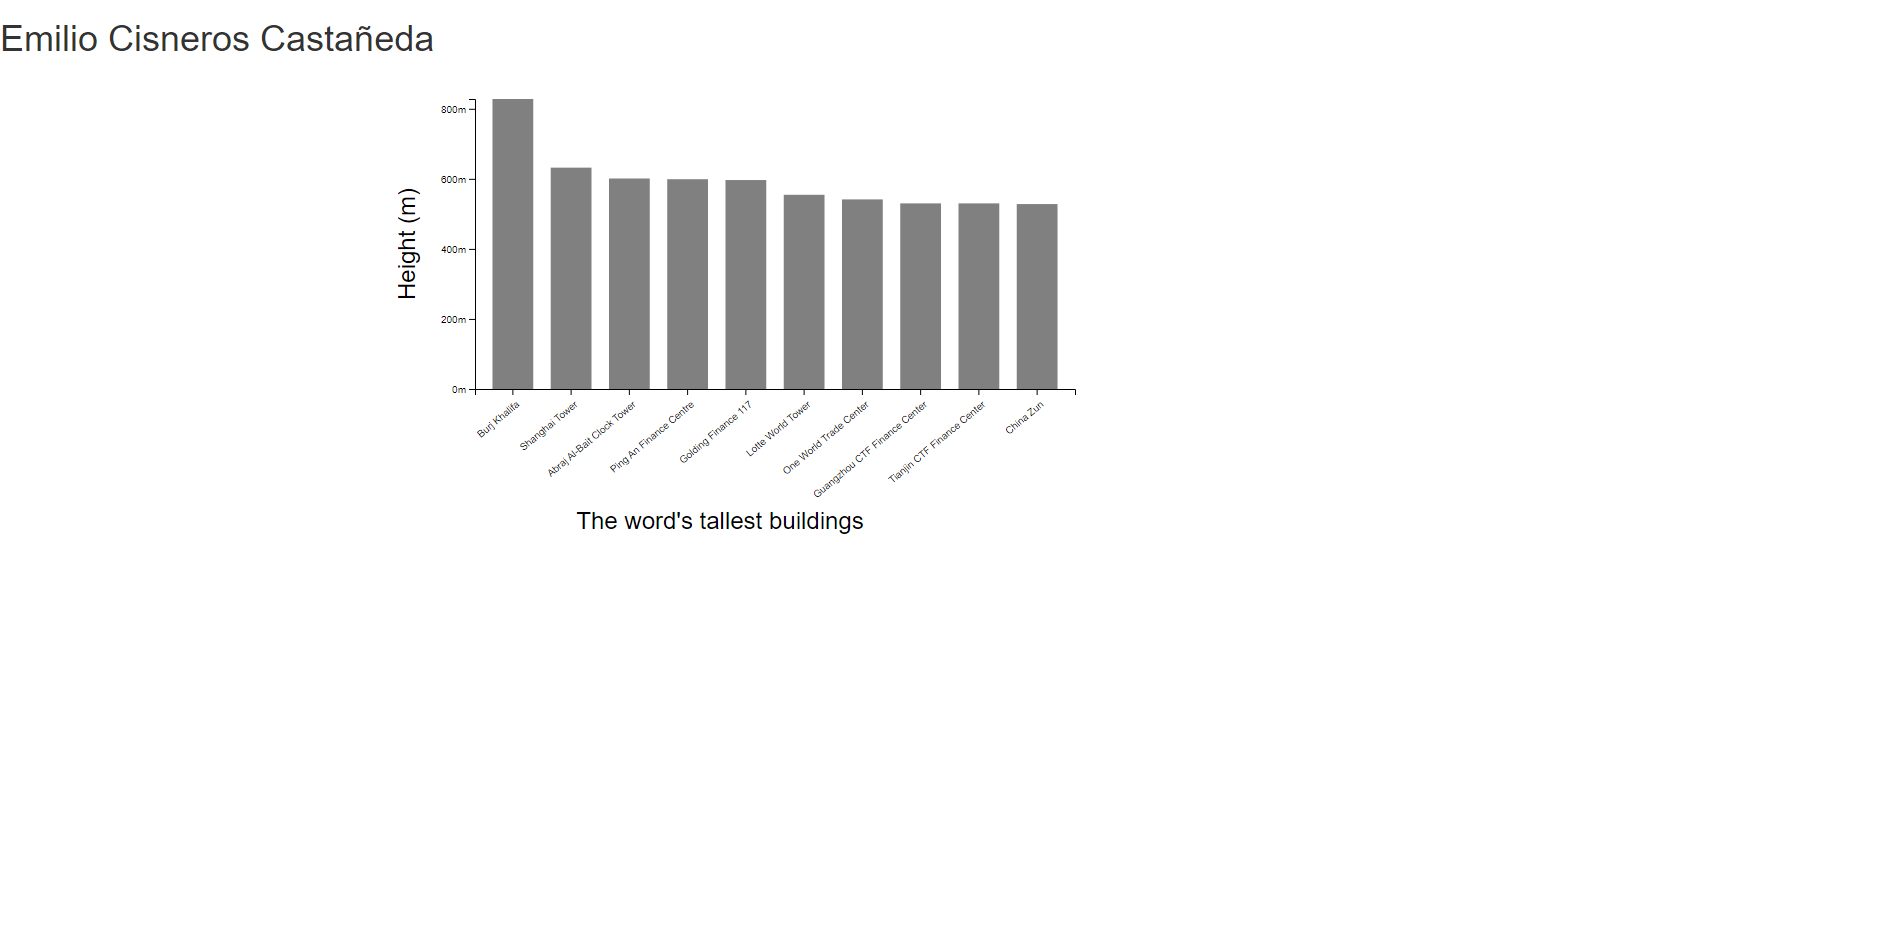 Emilio Cisneros Castañeda
800m
600m
400m
200m
0m
Height (m)
Burj Khalifa
Shanghai Tower
Abraj Al-Bait Clock Tower
Ping An Finance Centre
Golding Finance 117
Lotte World Tower
One World Trade Center
Guangzhou CTF Finance Center
Tianjin CTF Finance Center
China Zun
The word's tallest buildings